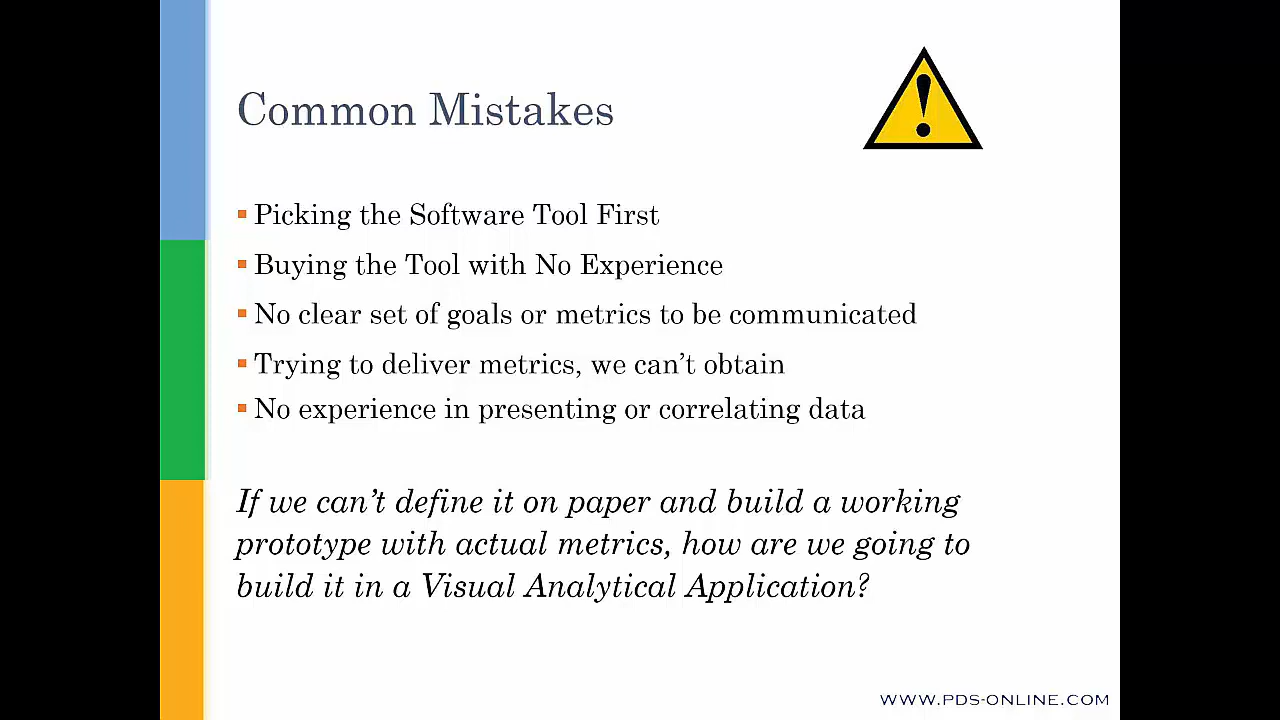 Common Mistakes
Picking the Software Tool First
Buying the Tool with No Experience
No clear set of goals or metrics to be communicated
Trying to deliver metrics, we can’t obtain
No experience in presenting or correlating data
If we can’t define it on paper and build a working
prototype with actual metrics, how are we going to
build it in a Visual Analytical Application?
WWW.PDS-ONLINE.COM